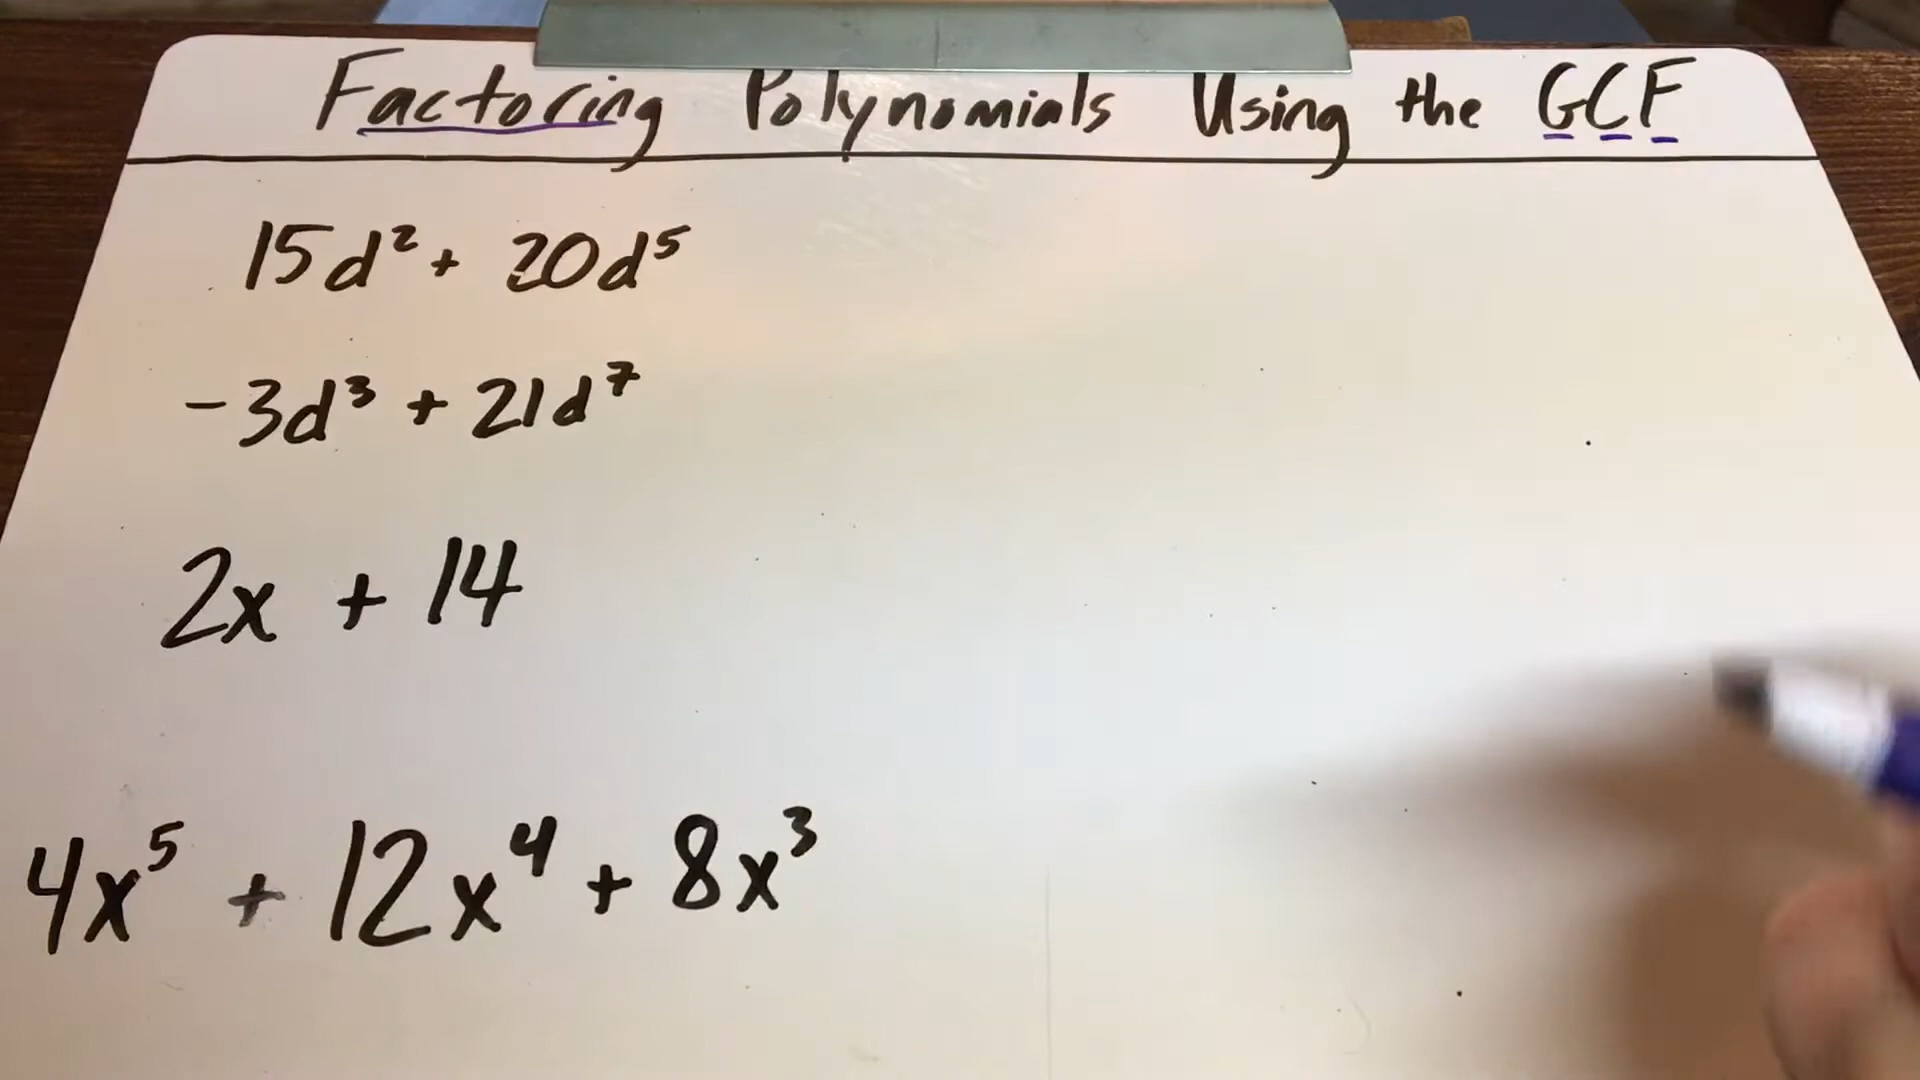 Factoring Polynomials Using the GCF
15d² + 20d⁵
-3d³ + 21d⁷
2x + 14
4x⁵ + 12x⁴ + 8x³